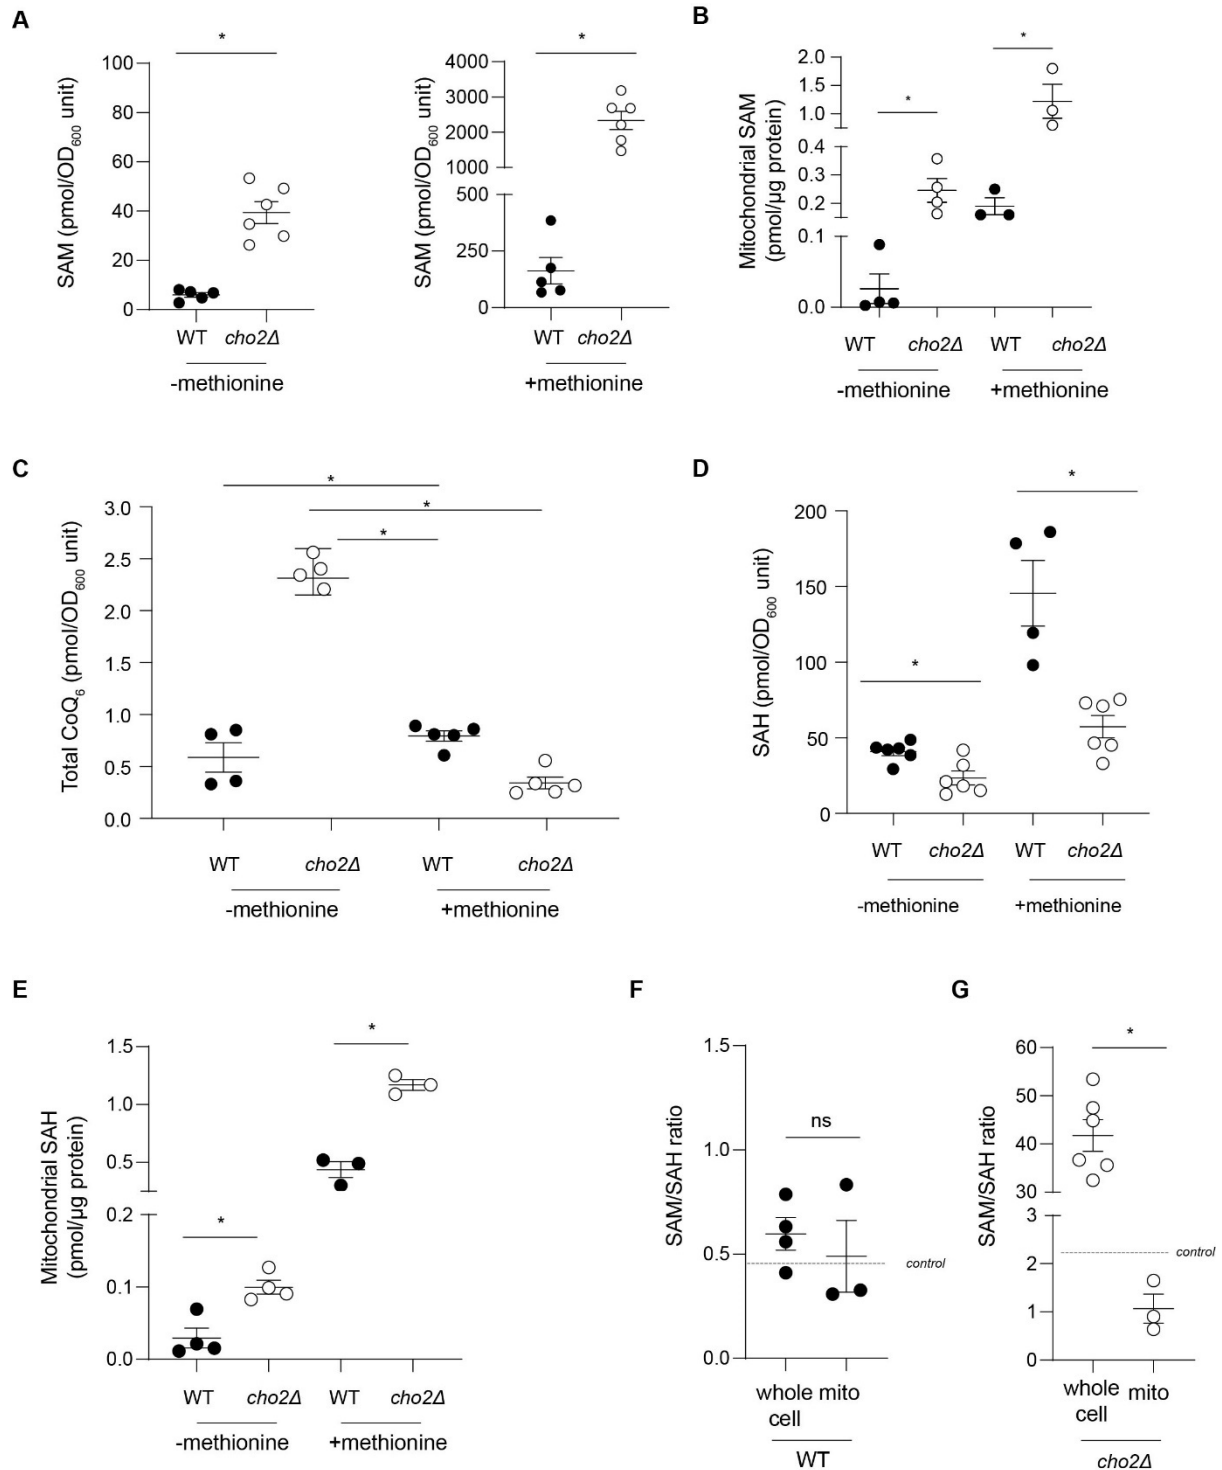 A
*
100
80
60
40
20
0
SAM (pmol/OD600 unit)
WT cho2Δ
-methionine
*
4000
3000
2000
1000
500
250
0
SAM (pmol/OD600 unit)
WT cho2Δ
+methionine
B
*
*
2.0
1.5
1.0
0.4
0.3
0.2
0.1
0.0
Mitochondrial SAM
(pmol/µg protein)
WT cho2Δ WT cho2Δ
-methionine +methionine
C
*
*
*
3.0
2.5
2.0
1.5
1.0
0.5
0.0
Total CoQ6 (pmol/OD600 unit)
WT cho2Δ WT cho2Δ
-methionine +methionine
D
*
*
200
150
100
50
0
SAH (pmol/OD600 unit)
WT cho2Δ WT cho2Δ
-methionine +methionine
E
*
*
1.5
1.0
0.5
0.2
0.1
0.0
Mitochondrial SAH
(pmol/µg protein)
WT cho2Δ WT cho2Δ
-methionine +methionine
F
ns
1.5
1.0
0.5
0.0
SAM/SAH ratio
control
whole mito
cell
WT
G
*
60
50
40
30
3
2
1
0
SAM/SAH ratio
control
whole mito
cell
cho2Δ